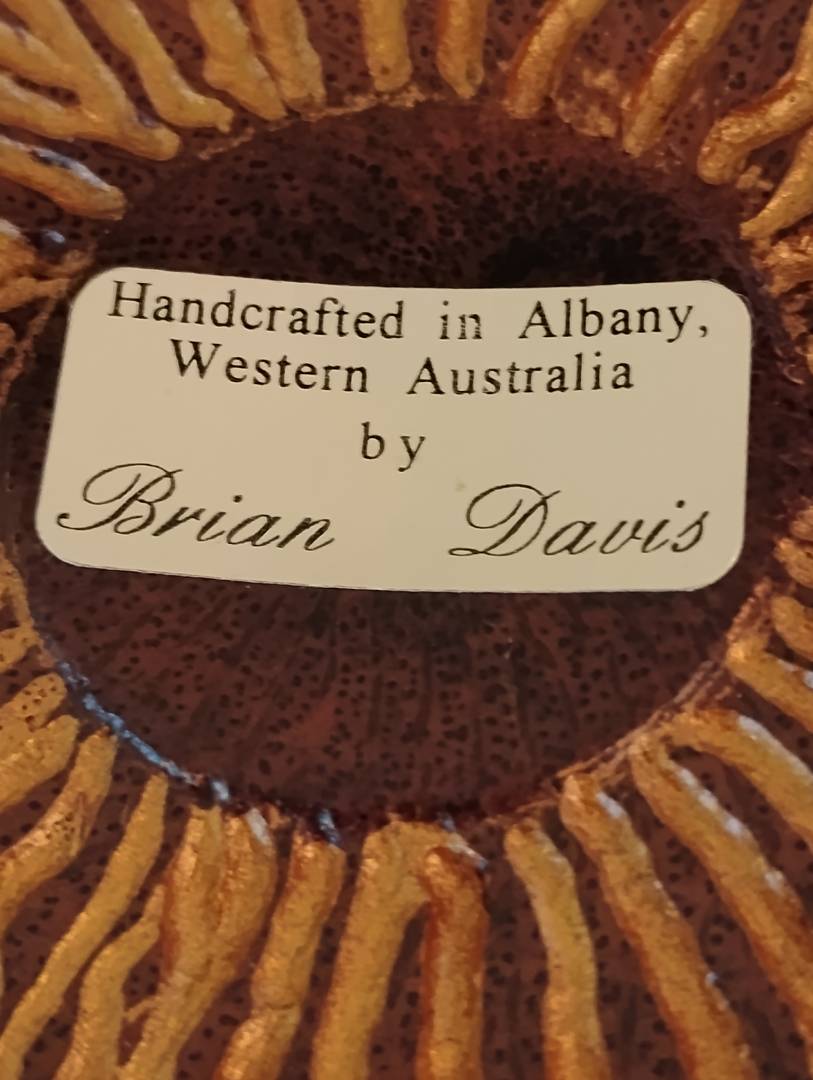 Handcrafted in Albany,
Western Australia
by
Brian Davis